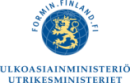 FORMIN.FINLAND.FI
ULKOASIAINMINISTERIÖ
UTRIKESMINISTERIET